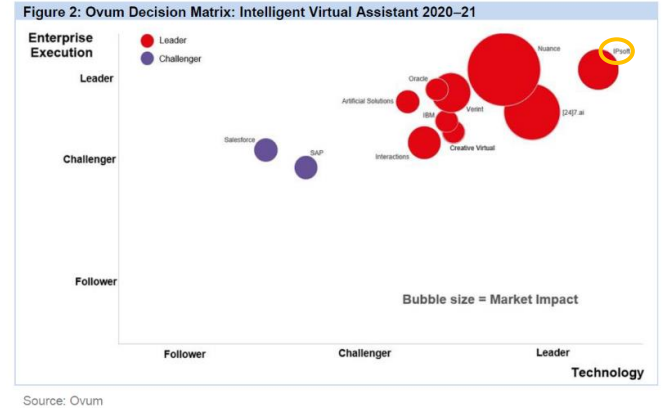 Figure 2: Ovum Decision Matrix: Intelligent Virtual Assistant 2020–21
Enterprise
Execution
Leader
Challenger
Nuance
IPsoft
Oracle
Leader
Artificial Solutions
Verint
IBM
[24]7.ai
Creative Virtual
Salesforce
SAP
Interactions
Challenger
Follower
Bubble size = Market Impact
Follower
Challenger
Leader
Technology
Source: Ovum